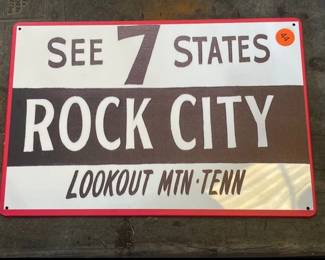 SEE 7 STATES
ROCK CITY
LOOKOUT MTN·TENN